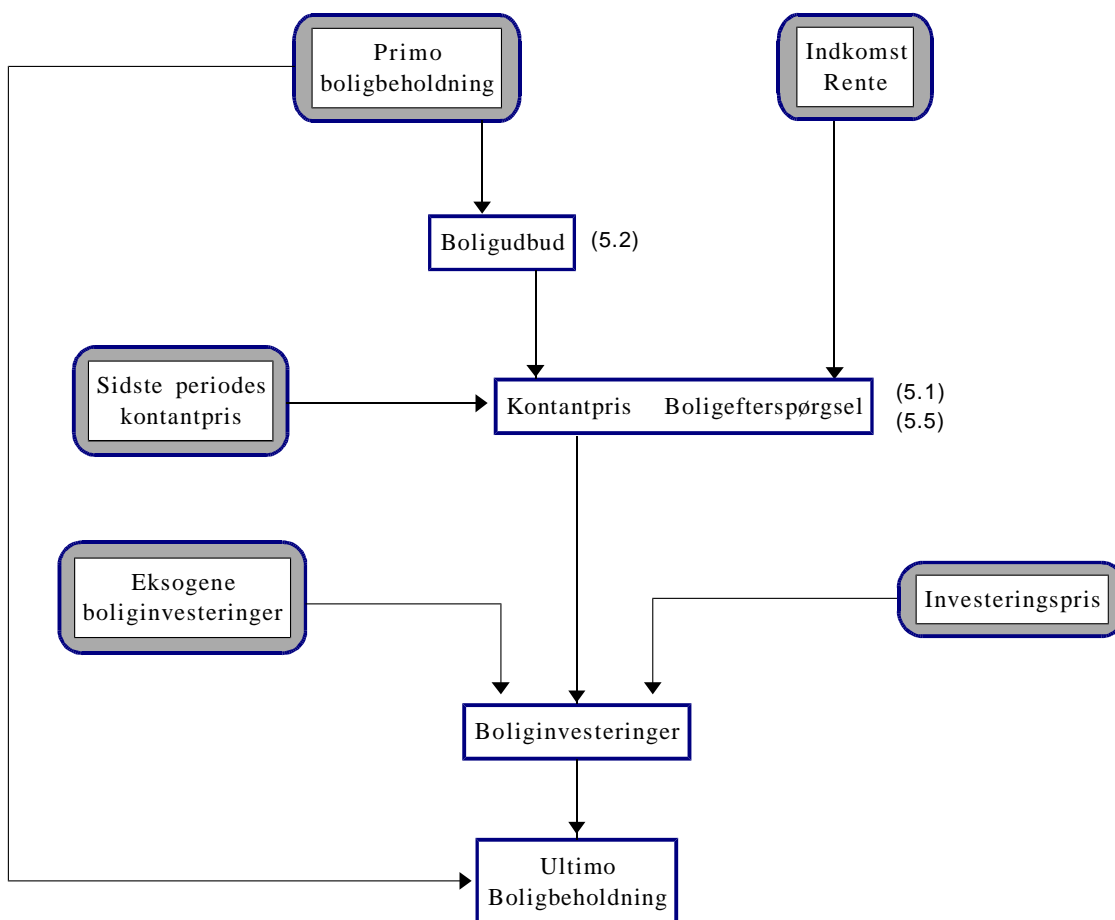 Primo
boligbeholdning
Indkomst
Rente
Boligudbud (5.2)
Sidste periodes
kontantpris
Kontantpris Boligefterspørgsel (5.1)
(5.5)
Eksogene
boliginvesteringer
Investeringspris
Boliginvesteringer
Ultimo
Boligbeholdning